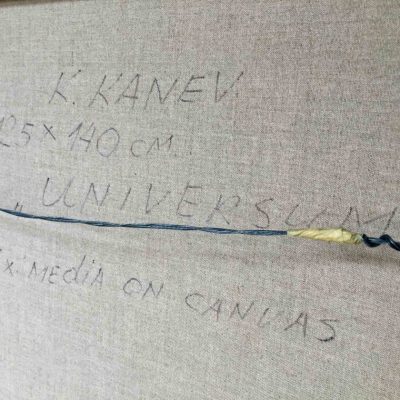 K. KANEV
25 x 140 cm
„ UNIVERSUM
x MEDiA ON CANVAS